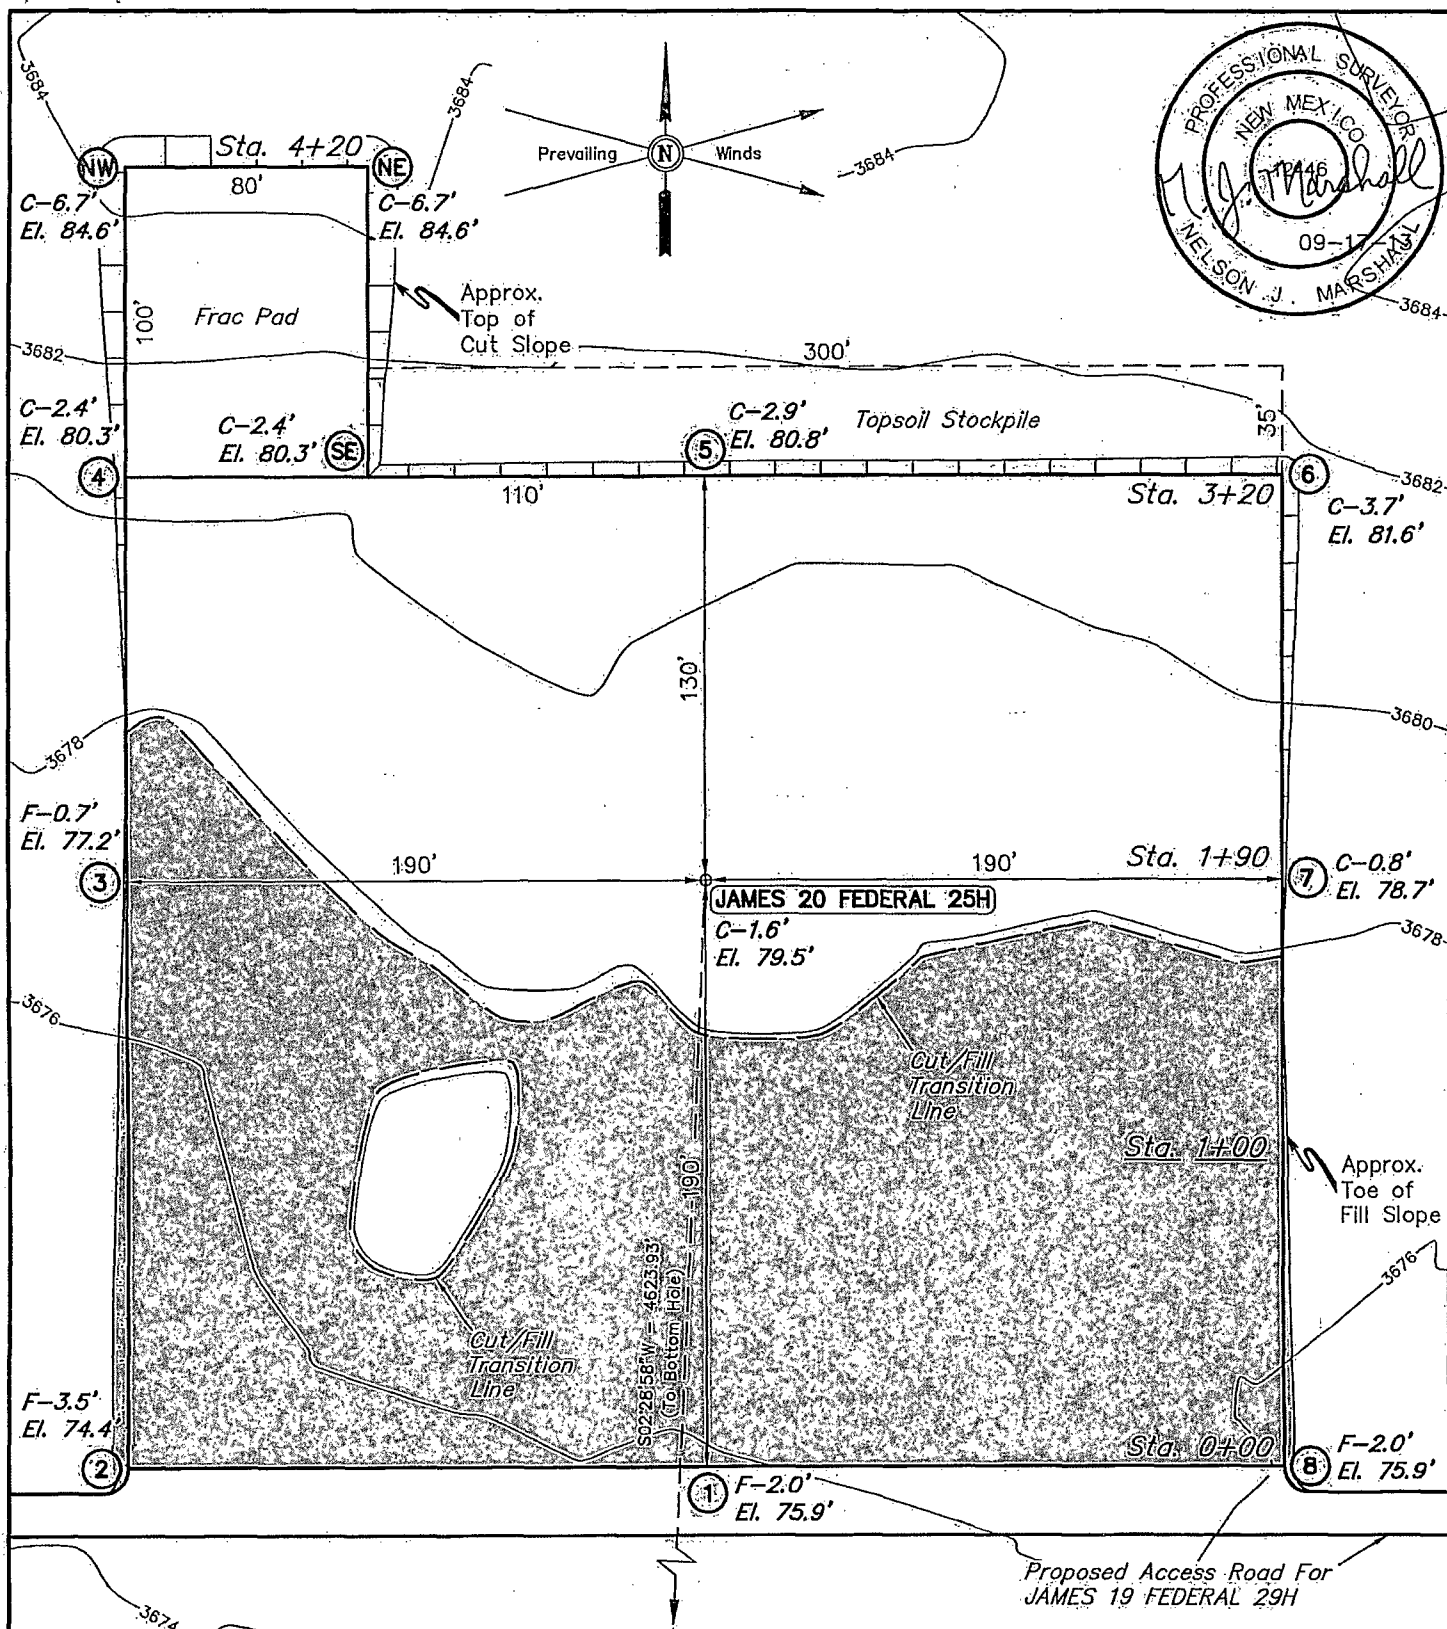 3684
3684
3684
3684
PROFESSIONAL SURVEYOR
NEW MEXICO
12446
N. J. Marshall
09-17-13
NELSON J. MARSHALL
Prevailing
N
Winds
NW
Sta. 4+20
NE
80'
C-6.7'
El. 84.6'
C-6.7'
El. 84.6'
100'
Frac Pad
Approx.
Top of
Cut Slope
3682
300'
C-2.4'
El. 80.3'
C-2.4'
El. 80.3'
SE
C-2.9'
El. 80.8'
Topsoil Stockpile
35'
4
5
6
110'
Sta. 3+20
3682
C-3.7'
El. 81.6'
130'
3680
3678
F-0.7'
El. 77.2'
3
190'
190'
Sta. 1+90
7
C-0.8'
El. 78.7'
JAMES 20 FEDERAL 25H
C-1.6'
El. 79.5'
3678
3676
Cut/Fill
Transition
Line
Sta. 1+00
Approx.
Toe of
Fill Slope
190'
S02°28'58"W - 4623.93'
(To Bottom Hole)
3676
Cut/Fill
Transition
Line
F-3.5'
El. 74.4'
2
Sta. 0+00
8
F-2.0'
El. 75.9'
1
F-2.0'
El. 75.9'
Proposed Access Road For
JAMES 19 FEDERAL 29H
3674